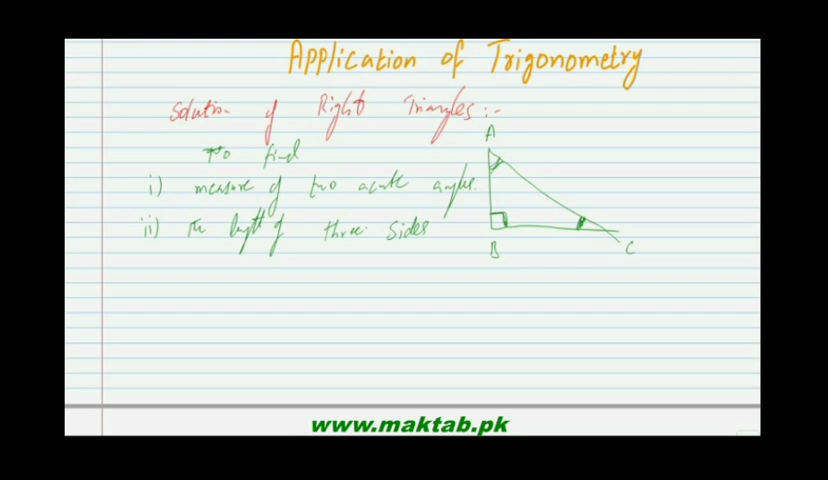 Application of Trigonometry
Solution of Right Triangles:-
To find
A
i) measure of two acute angles.
ii) The length of three sides
B
C
www.maktab.pk